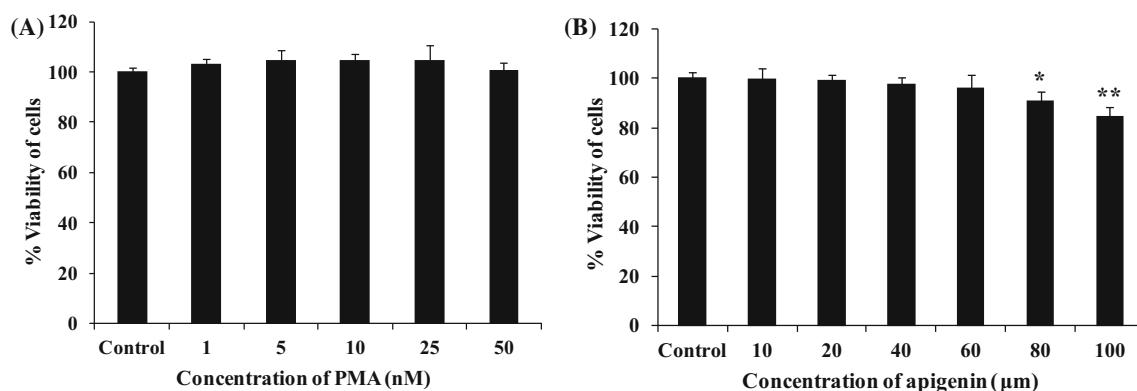 (A)
% Viability of cells
120
100
80
60
40
20
0
Control 1 5 10 25 50
Concentration of PMA (nM)
(B)
% Viability of cells
120
100
80
60
40
20
0
*
**
Control 10 20 40 60 80 100
Concentration of apigenin (µm)